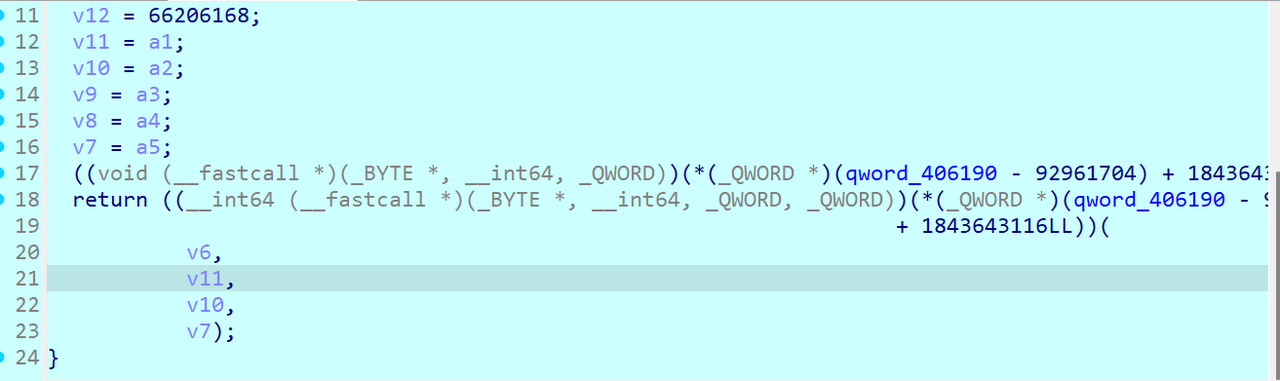 11 v12 = 66206168;
12 v11 = a1;
13 v10 = a2;
14 v9 = a3;
15 v8 = a4;
16 v7 = a5;
17 ((void (__fastcall *)(_BYTE *, __int64, _QWORD))(*(_QWORD *)(qword_406190 - 92961704) + 184364
18 return ((__int64 (__fastcall *)(_BYTE *, __int64, _QWORD, _QWORD))(*(_QWORD *)(qword_406190 -
19 + 1843643116LL))(
20 v6,
21 v11,
22 v10,
23 v7);
24 }